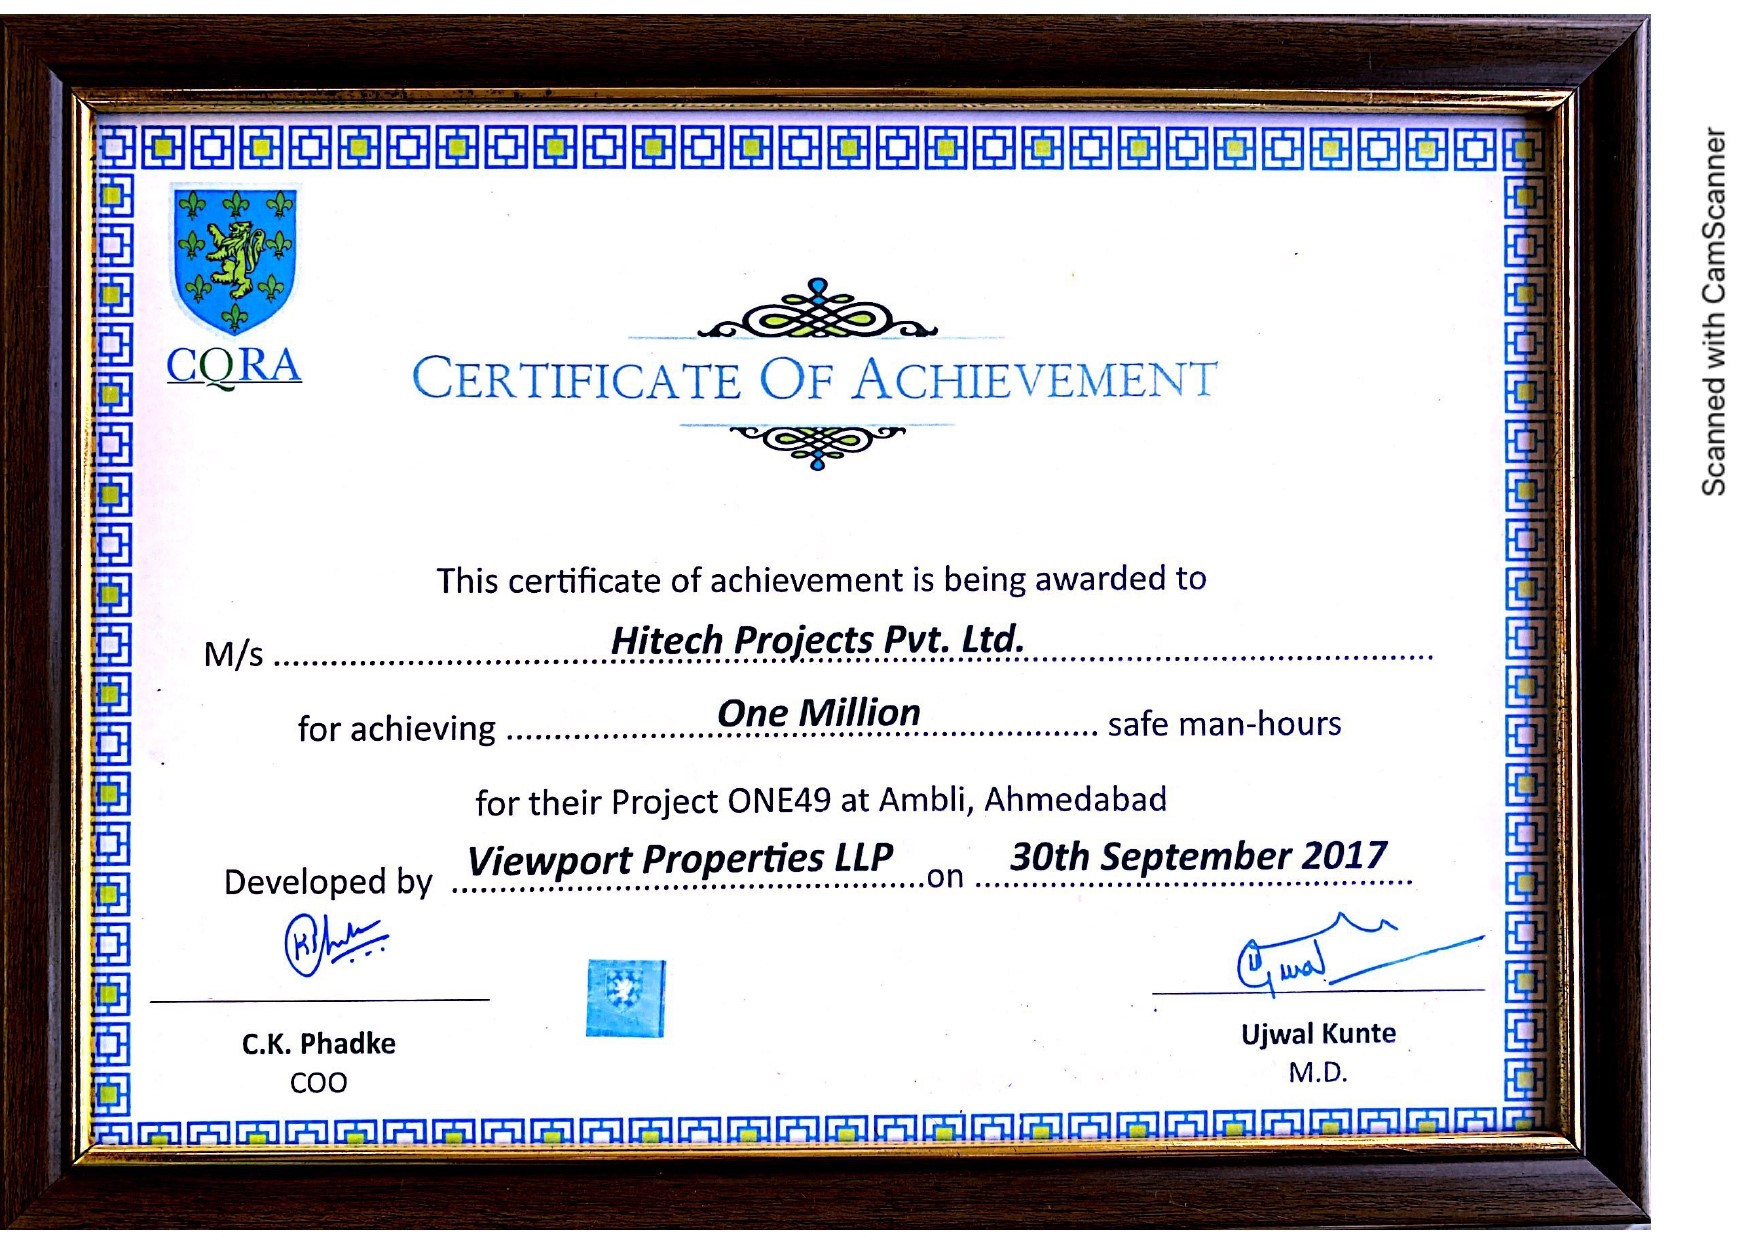 CQRA
CERTIFICATE OF ACHIEVEMENT
This certificate of achievement is being awarded to
M/s Hitech Projects Pvt. Ltd.
for achieving One Million safe man-hours
for their Project ONE49 at Ambli, Ahmedabad
Developed by Viewport Properties LLP on 30th September 2017
C.K. Phadke
COO
Ujwal Kunte
M.D.
Scanned with CamScanner